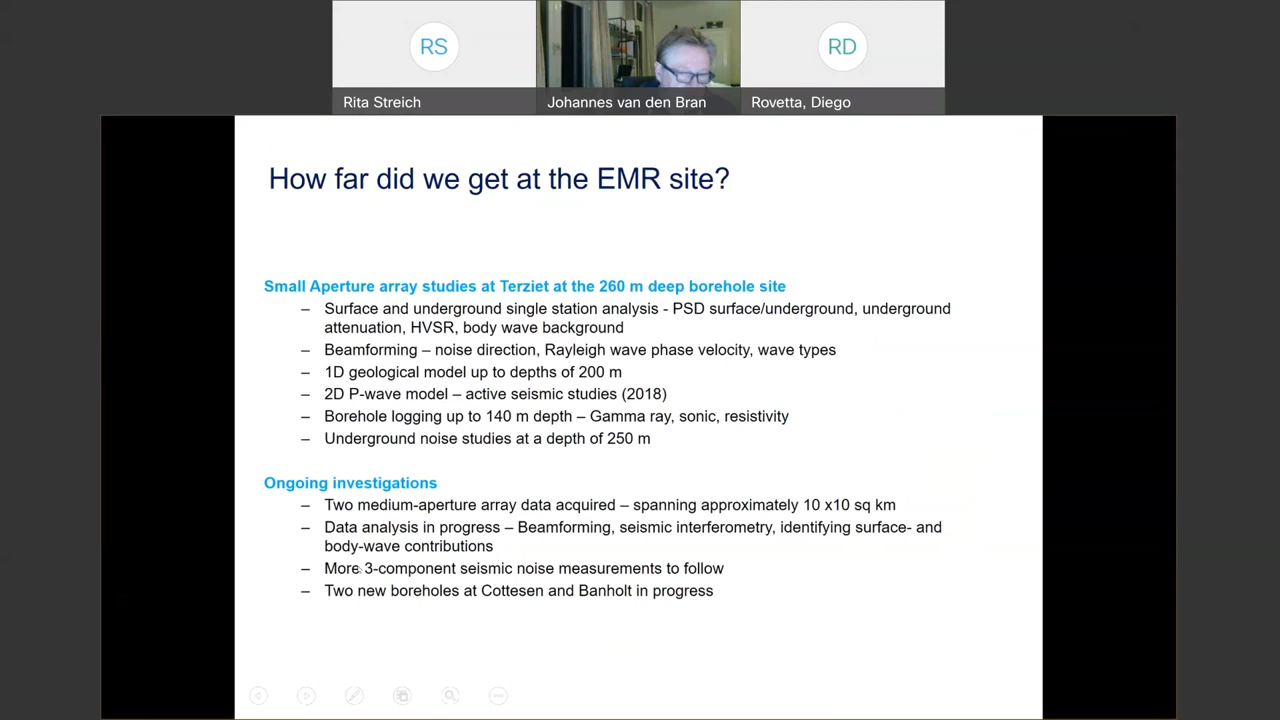 RS
RD
Rita Streich
Johannes van den Bran
Rovetta, Diego
How far did we get at the EMR site?
Small Aperture array studies at Terziet at the 260 m deep borehole site
– Surface and underground single station analysis - PSD surface/underground, underground
attenuation, HVSR, body wave background
– Beamforming – noise direction, Rayleigh wave phase velocity, wave types
– 1D geological model up to depths of 200 m
– 2D P-wave model – active seismic studies (2018)
– Borehole logging up to 140 m depth – Gamma ray, sonic, resistivity
– Underground noise studies at a depth of 250 m
Ongoing investigations
– Two medium-aperture array data acquired – spanning approximately 10 x10 sq km
– Data analysis in progress – Beamforming, seismic interferometry, identifying surface- and
body-wave contributions
– More 3-component seismic noise measurements to follow
– Two new boreholes at Cottesen and Banholt in progress